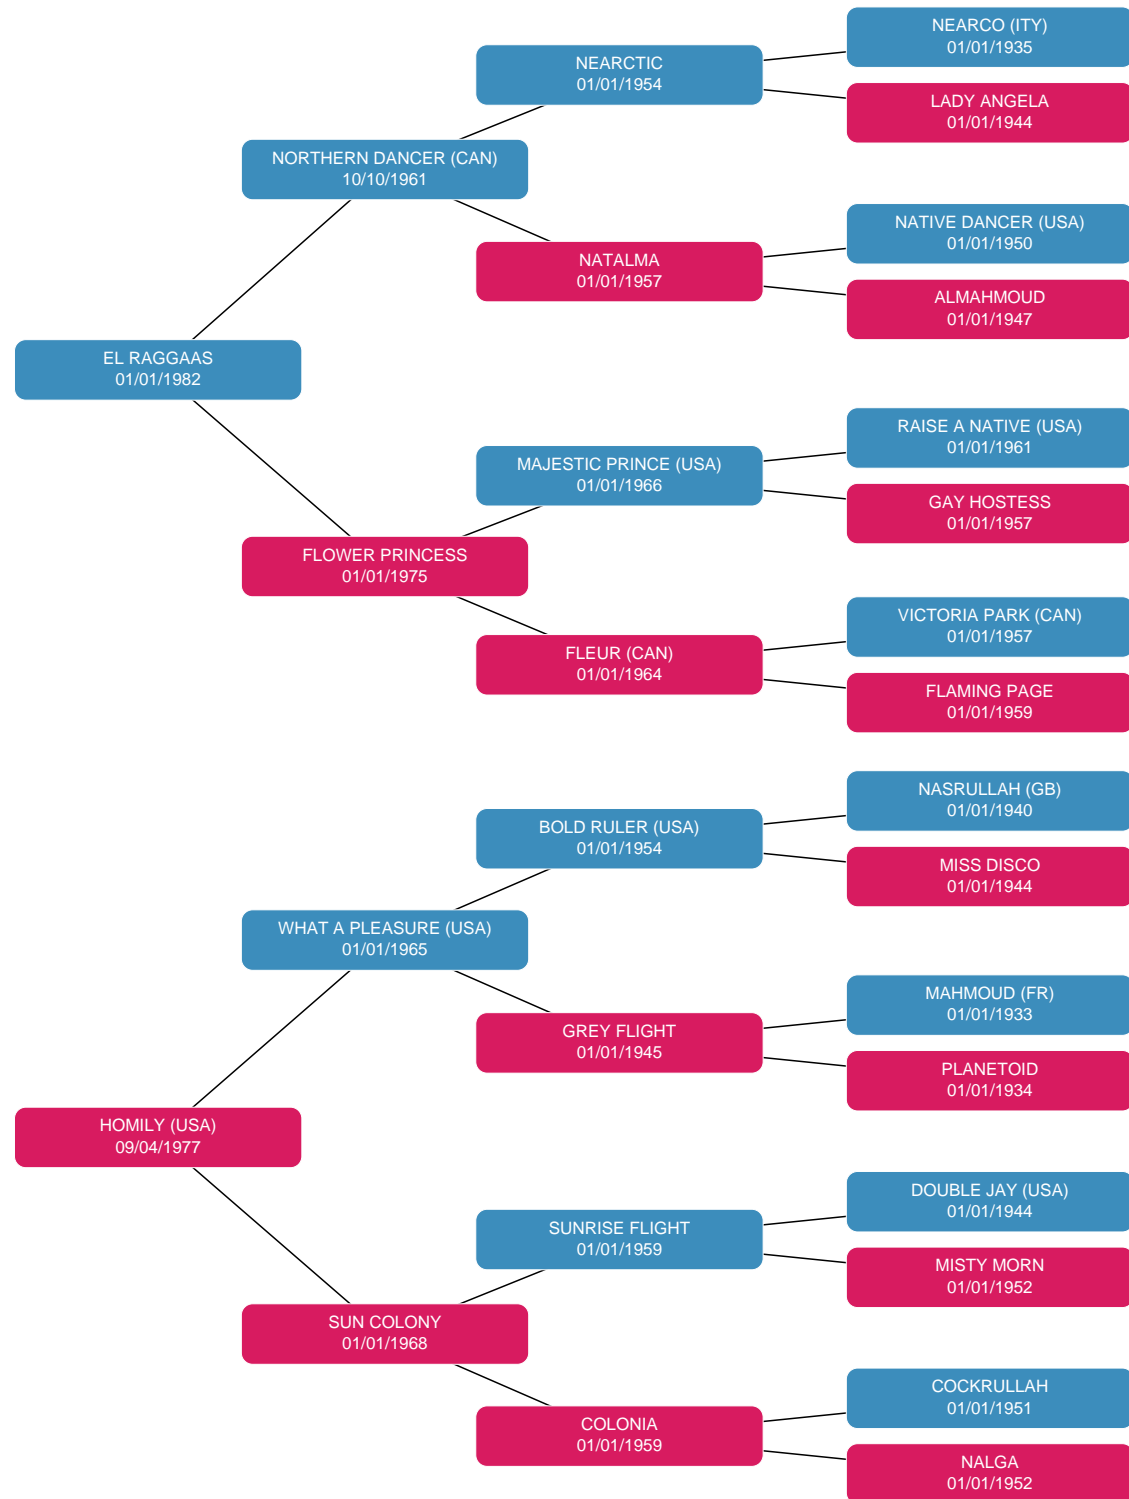 NEARCO (ITY)
01/01/1935
NEARCTIC
01/01/1954
LADY ANGELA
01/01/1944
NORTHERN DANCER (CAN)
10/10/1961
NATIVE DANCER (USA)
01/01/1950
NATALMA
01/01/1957
ALMAHMOUD
01/01/1947
EL RAGGAAS
01/01/1982
RAISE A NATIVE (USA)
01/01/1961
MAJESTIC PRINCE (USA)
01/01/1966
GAY HOSTESS
01/01/1957
FLOWER PRINCESS
01/01/1975
VICTORIA PARK (CAN)
01/01/1957
FLEUR (CAN)
01/01/1964
FLAMING PAGE
01/01/1959
NASRULLAH (GB)
01/01/1940
BOLD RULER (USA)
01/01/1954
MISS DISCO
01/01/1944
WHAT A PLEASURE (USA)
01/01/1965
MAHMOUD (FR)
01/01/1933
GREY FLIGHT
01/01/1945
PLANETOID
01/01/1934
HOMILY (USA)
09/04/1977
DOUBLE JAY (USA)
01/01/1944
SUNRISE FLIGHT
01/01/1959
MISTY MORN
01/01/1952
SUN COLONY
01/01/1968
COCKRULLAH
01/01/1951
COLONIA
01/01/1959
NALGA
01/01/1952